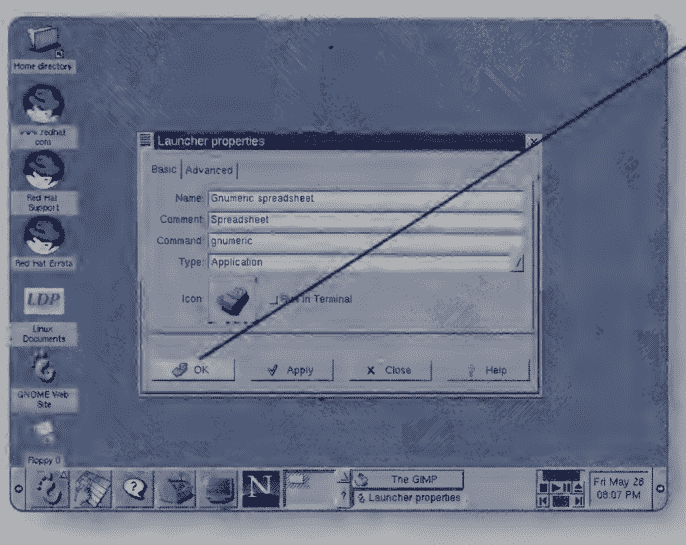 Home directory
www.redhat.
com
Red Hat
Support
Red Hat Errata
LDP
Linux
Documents
GNOME Web
Site
Floppy 0
Launcher properties
Basic
Advanced
Name:
Gnumeric spreadsheet
Comment:
Spreadsheet
Command:
gnumeric
Type:
Application
Icon
Run in Terminal
OK
Apply
Close
Help
N
The GIMP
Launcher properties
?
Fri May 28
08:07 PM